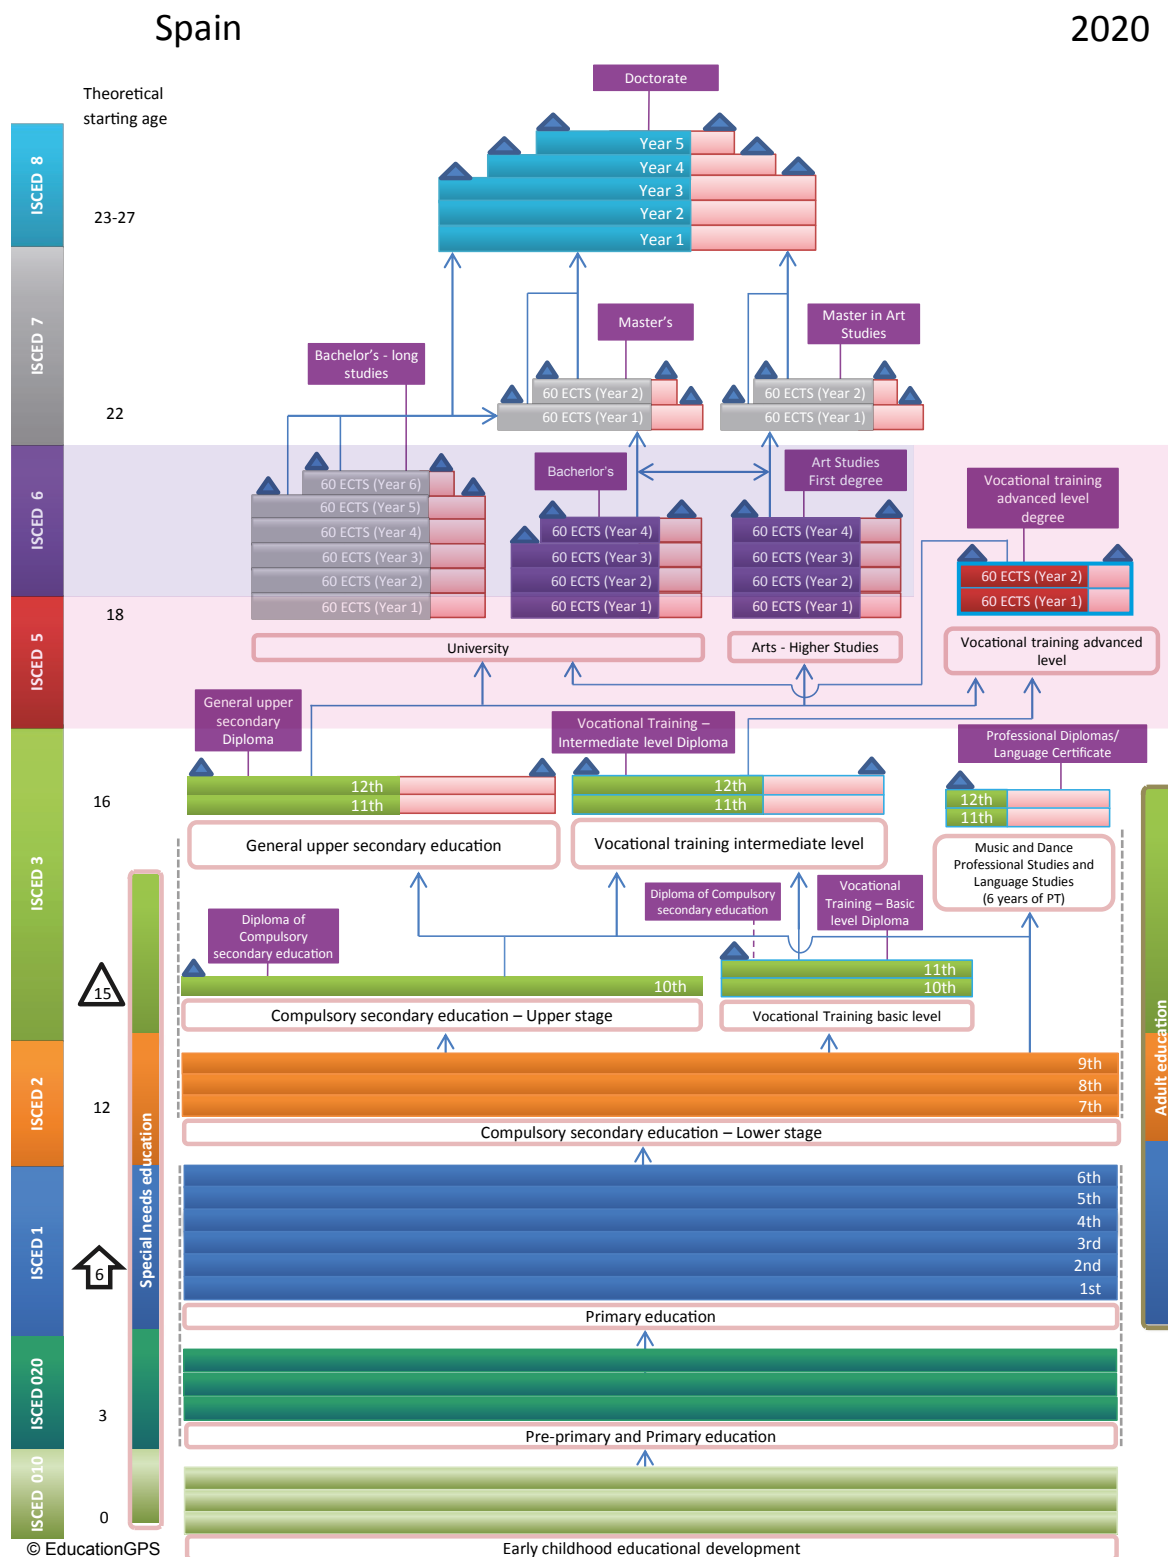 Spain
2020
Theoretical
starting age
Doctorate
ISCED 8
23-27
Year 5
Year 4
Year 3
Year 2
Year 1
ISCED 7
22
Bachelor's - long
studies
Master's
Master in Art
Studies
60 ECTS (Year 2)
60 ECTS (Year 1)
60 ECTS (Year 2)
60 ECTS (Year 1)
ISCED 6
60 ECTS (Year 6)
60 ECTS (Year 5)
60 ECTS (Year 4)
60 ECTS (Year 3)
60 ECTS (Year 2)
60 ECTS (Year 1)
Bacherlor's
60 ECTS (Year 4)
60 ECTS (Year 3)
60 ECTS (Year 2)
60 ECTS (Year 1)
Art Studies
First degree
60 ECTS (Year 4)
60 ECTS (Year 3)
60 ECTS (Year 2)
60 ECTS (Year 1)
Vocational training
advanced level
degree
60 ECTS (Year 2)
60 ECTS (Year 1)
ISCED 5
18
University
Arts - Higher Studies
Vocational training advanced
level
General upper
secondary
Diploma
Vocational Training –
Intermediate level Diploma
Professional Diplomas/
Language Certificate
ISCED 3
16
12th
11th
12th
11th
12th
11th
General upper secondary education
Vocational training intermediate level
Music and Dance
Professional Studies and
Language Studies
(6 years of PT)
Diploma of
Compulsory
secondary education
Diploma of Compulsory
secondary education
Vocational
Training – Basic
level Diploma
15
10th
11th
10th
Compulsory secondary education – Upper stage
Vocational Training basic level
ISCED 2
12
9th
8th
7th
Compulsory secondary education – Lower stage
Special needs education
Adult education
ISCED 1
6
6th
5th
4th
3rd
2nd
1st
Primary education
ISCED 020
3
Pre-primary and Primary education
ISCED 010
0
Early childhood educational development
© EducationGPS